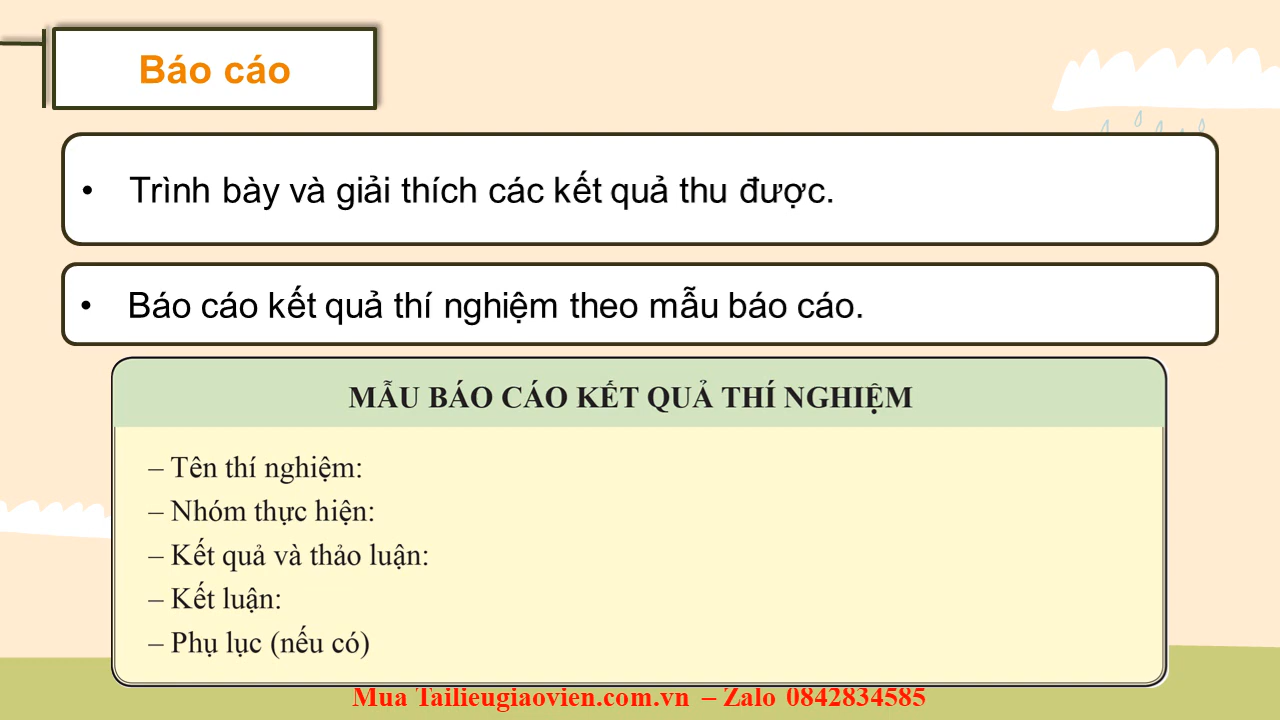 Báo cáo
• Trình bày và giải thích các kết quả thu được.
• Báo cáo kết quả thí nghiệm theo mẫu báo cáo.
MẪU BÁO CÁO KẾT QUẢ THÍ NGHIỆM
– Tên thí nghiệm:
– Nhóm thực hiện:
– Kết quả và thảo luận:
– Kết luận:
– Phụ lục (nếu có)
Mua Tailieugiaovien.com.vn – Zalo 0842834585